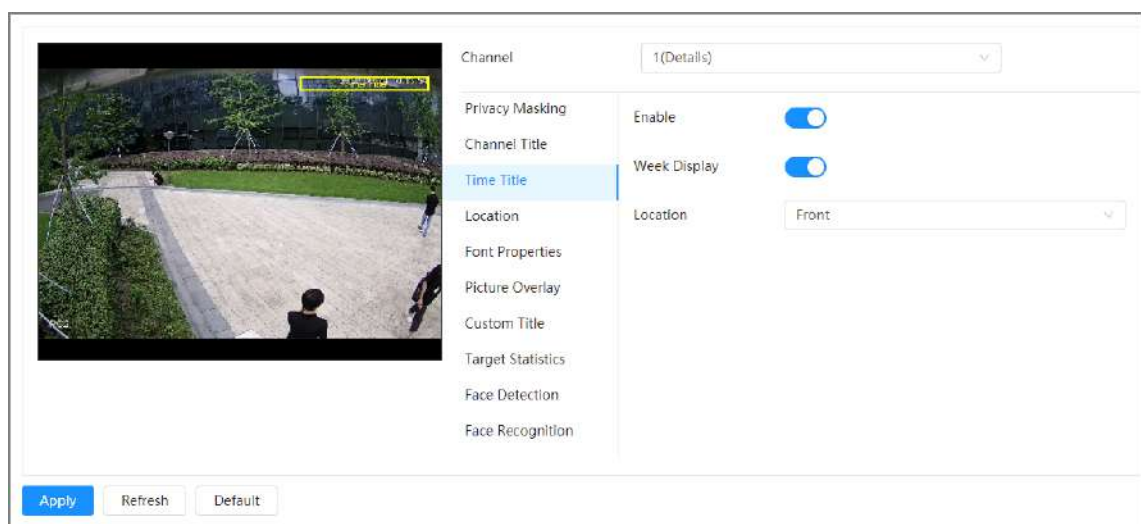 Channel
1(Details)
Privacy Masking
Channel Title
Time Title
Location
Font Properties
Picture Overlay
Custom Title
Target Statistics
Face Detection
Face Recognition
Enable
Week Display
Location
Front
Apply
Refresh
Default